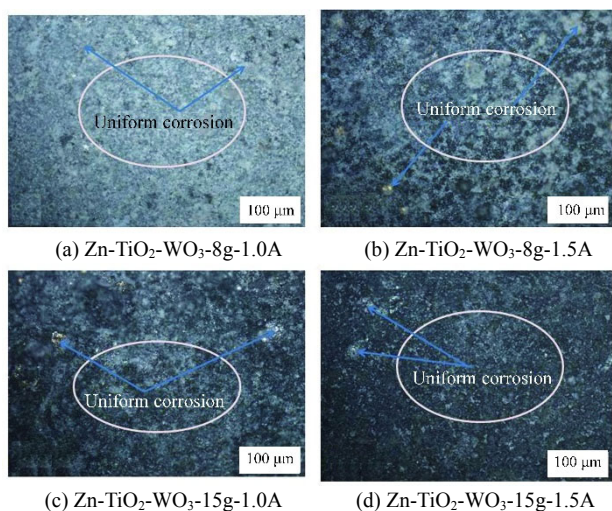 Uniform corrosion
100 μm
(a) Zn-TiO₂-WO₃-8g-1.0A
Uniform corrosion
100 μm
(b) Zn-TiO₂-WO₃-8g-1.5A
Uniform corrosion
100 μm
(c) Zn-TiO₂-WO₃-15g-1.0A
Uniform corrosion
100 μm
(d) Zn-TiO₂-WO₃-15g-1.5A